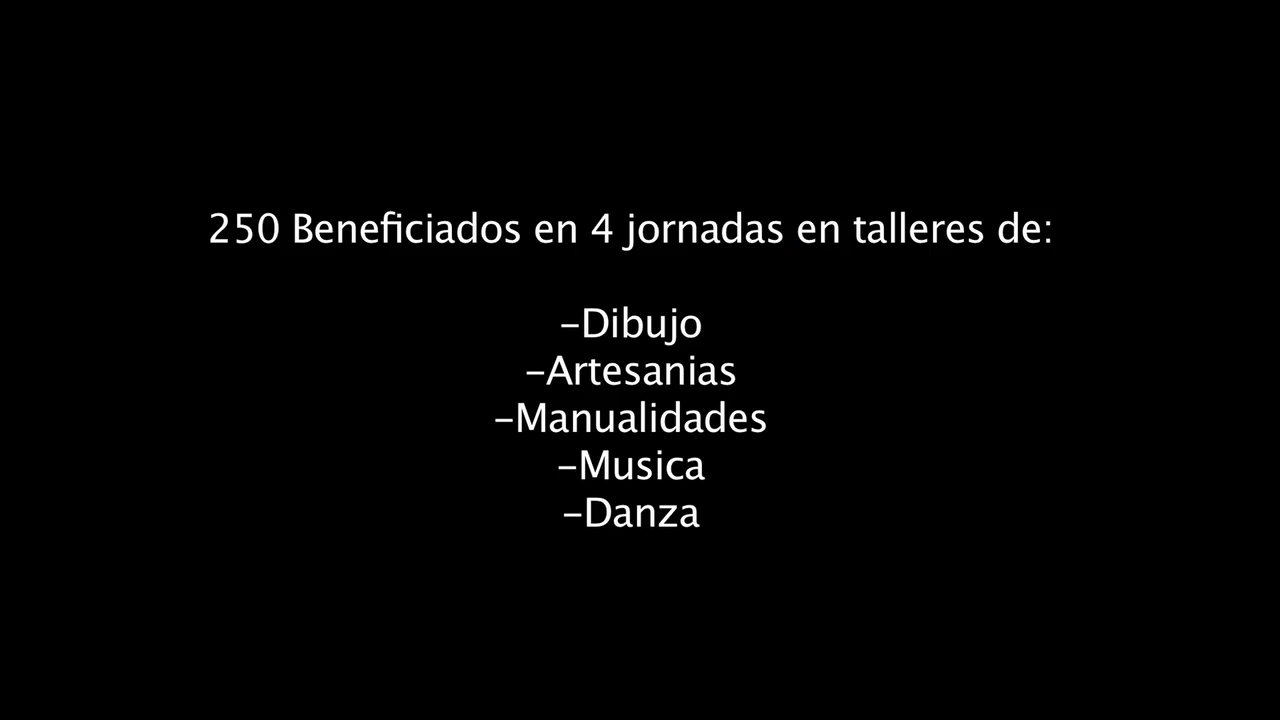 250 Beneficiados en 4 jornadas en talleres de:
-Dibujo
-Artesanias
-Manualidades
-Musica
-Danza